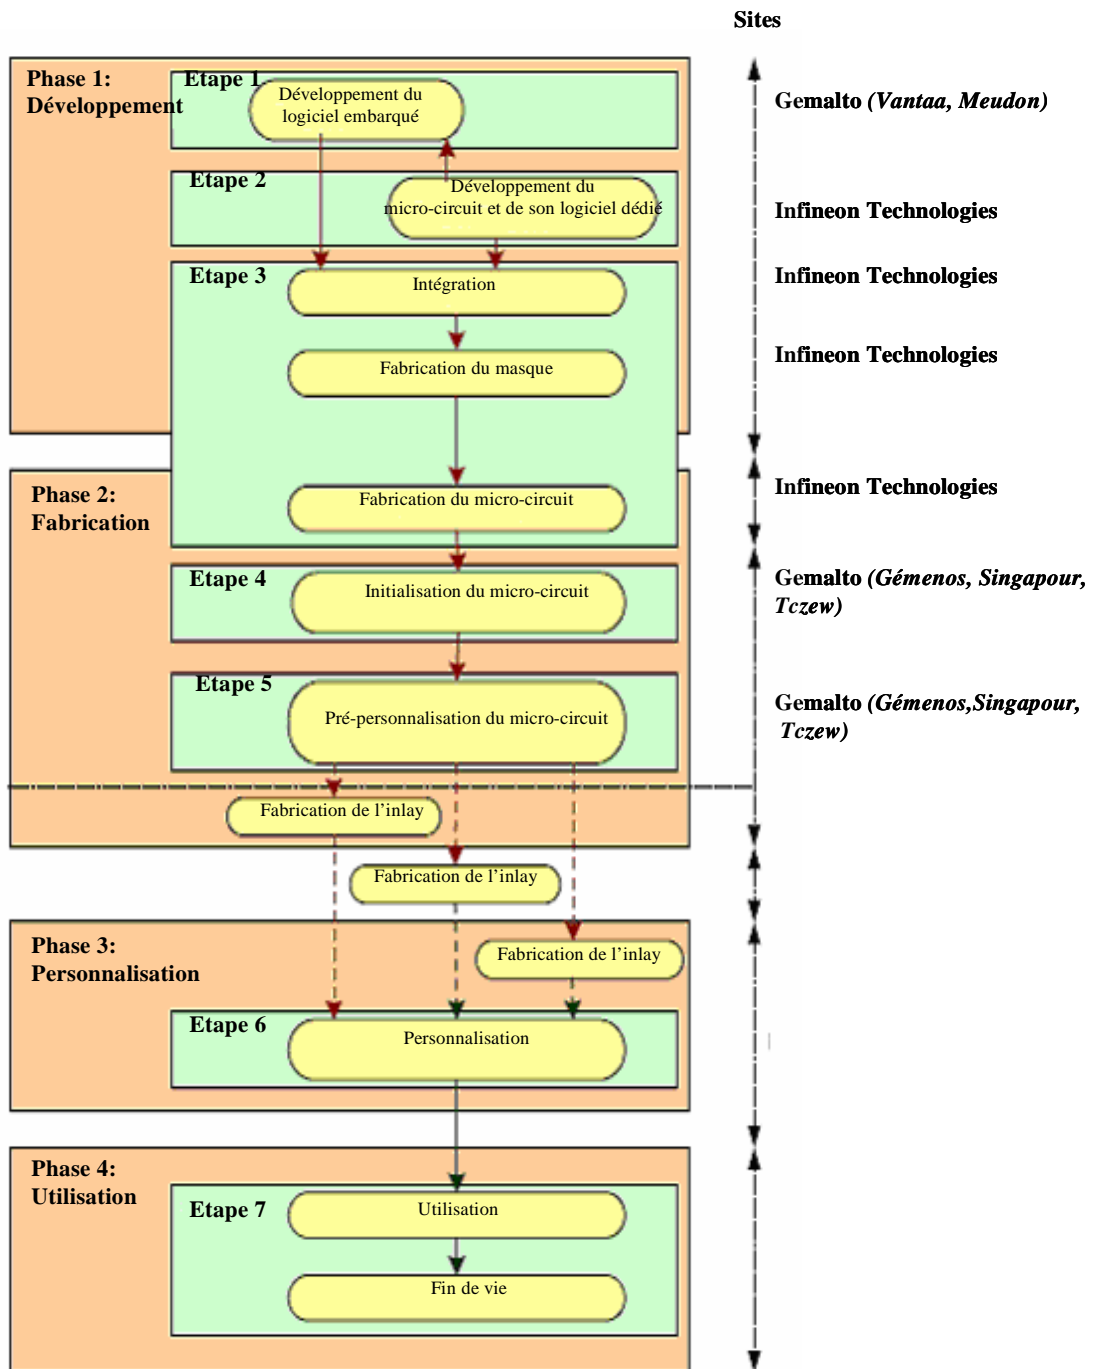 Sites
Phase 1:
Développement
Etape 1
Développement du
logiciel embarqué
Gemalto (Vantaa, Meudon)
Etape 2
Développement du
micro-circuit et de son logiciel dédié
Infineon Technologies
Etape 3
Intégration
Infineon Technologies
Fabrication du masque
Infineon Technologies
Phase 2:
Fabrication
Fabrication du micro-circuit
Infineon Technologies
Etape 4
Initialisation du micro-circuit
Gemalto (Gémenos, Singapour,
Tczew)
Etape 5
Pré-personnalisation du micro-circuit
Gemalto (Gémenos,Singapour,
Tczew)
Fabrication de l’inlay
Fabrication de l’inlay
Phase 3:
Personnalisation
Fabrication de l’inlay
Etape 6
Personnalisation
Phase 4:
Utilisation
Etape 7
Utilisation
Fin de vie